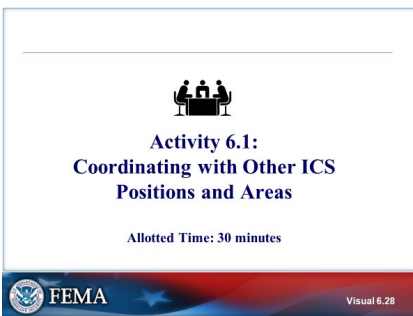 Activity 6.1:
Coordinating with Other ICS
Positions and Areas
Allotted Time: 30 minutes
FEMA
Visual 6.28